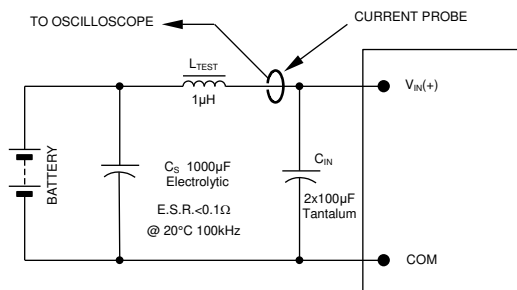 TO OSCILLOSCOPE
CURRENT PROBE
LTEST
1μH
VIN(+)
BATTERY
CS 1000μF
Electrolytic
E.S.R.<0.1Ω
@ 20°C 100kHz
CIN
2x100μF
Tantalum
COM